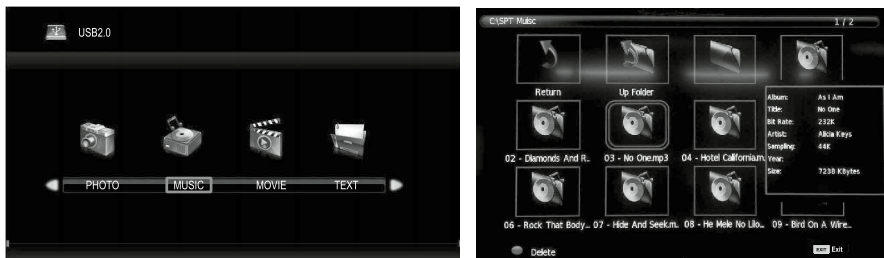 USB2.0
PHOTO MUSIC MOVIE TEXT
C:\SPT Muisc 1 / 2
Return Up Folder
Album: As I Am
Title: No One
Bit Rate: 232K
Artist: Alicia Keys
Sampling: 44K
Year:
Size: 7238 KBytes
02 - Diamonds And R... 03 - No One.mp3 04 - Hotel California.m.
06 - Rock That Body... 07 - Hide And Seek.m. 08 - He Mele No Lilo... 09 - Bird On A Wire...
Delete EXIT Exit